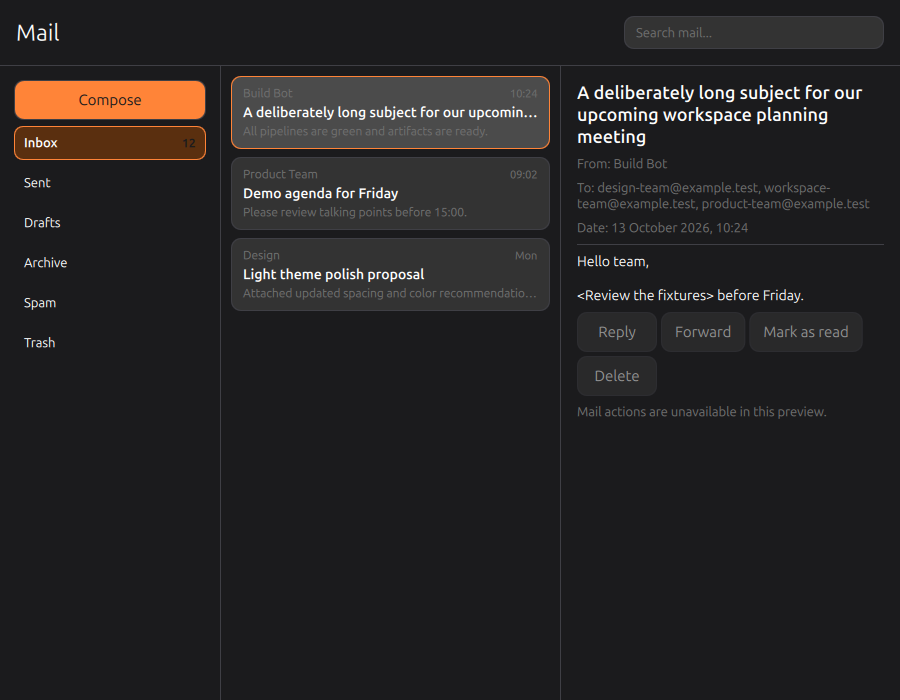 Mail
Search mail...
Compose
Inbox 12
Sent
Drafts
Archive
Spam
Trash
Build Bot 10:24
A deliberately long subject for our upcomin...
All pipelines are green and artifacts are ready.
Product Team 09:02
Demo agenda for Friday
Please review talking points before 15:00.
Design Mon
Light theme polish proposal
Attached updated spacing and color recommendatio...
A deliberately long subject for our
upcoming workspace planning
meeting
From: Build Bot
To: design-team@example.test, workspace-
team@example.test, product-team@example.test
Date: 13 October 2026, 10:24
Hello team,
<Review the fixtures> before Friday.
Reply Forward Mark as read
Delete
Mail actions are unavailable in this preview.